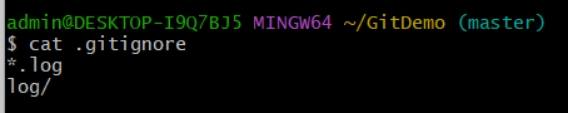 admin@DESKTOP-I9Q7BJ5 MINGW64 ~/GitDemo (master)
$ cat .gitignore
*.log
log/